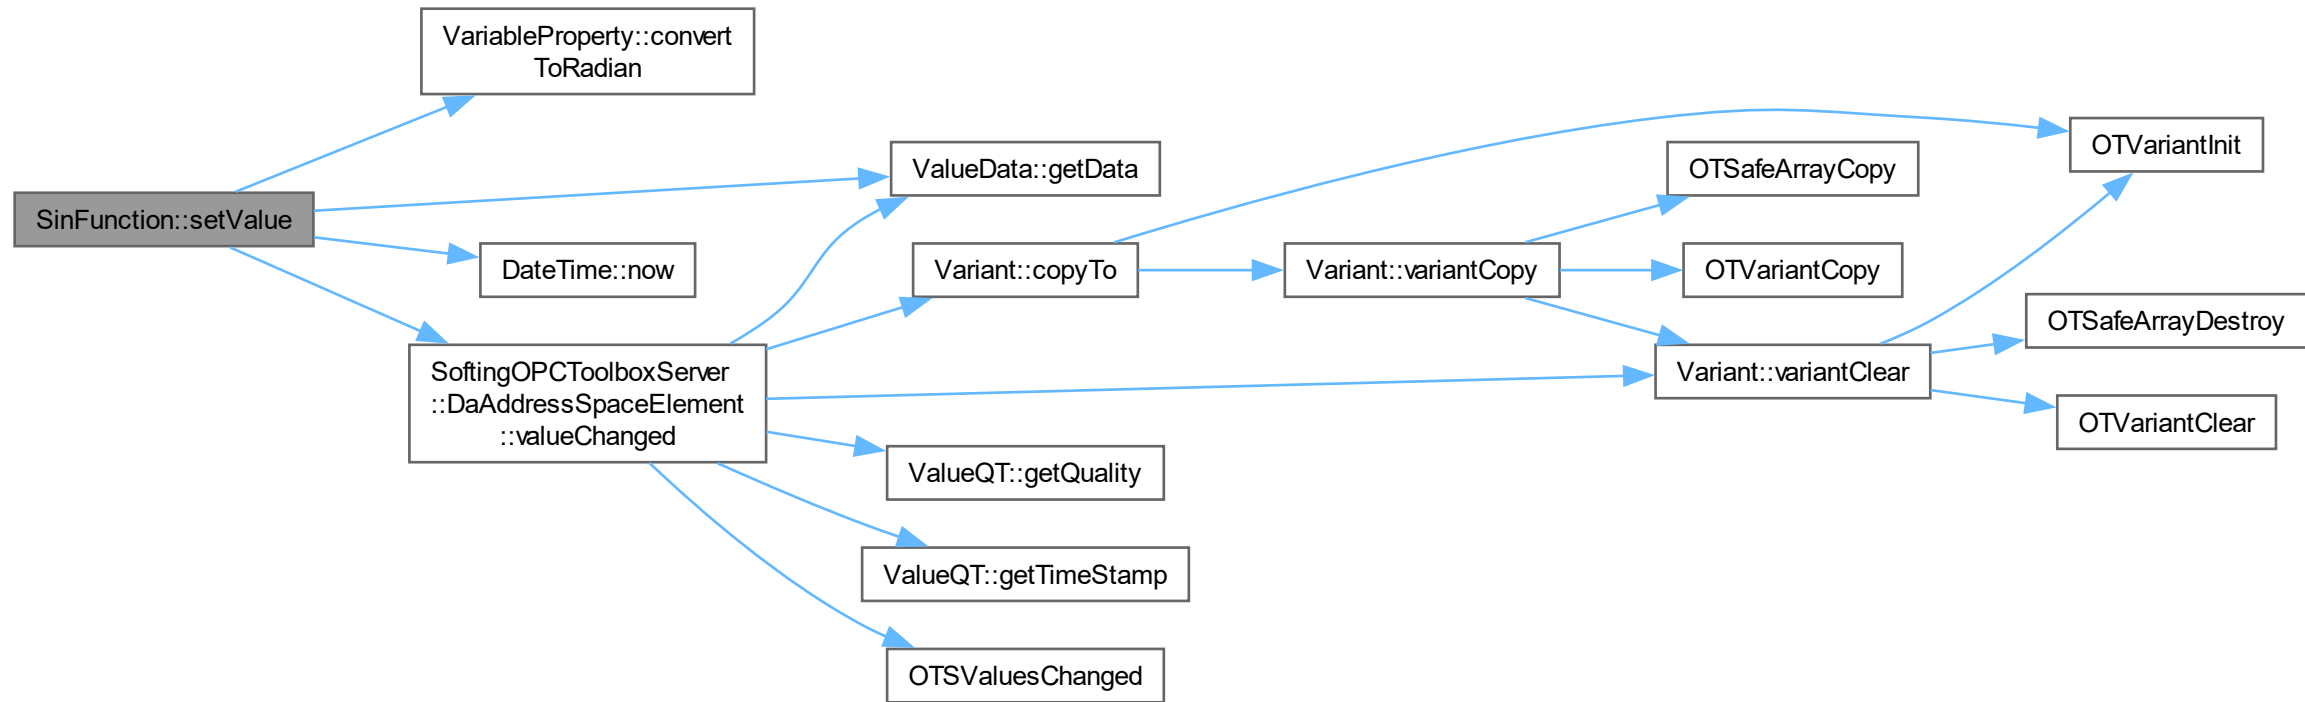 VariableProperty::convert
ToRadian
SinFunction::setValue
ValueData::getData
DateTime::now
SoftingOPCToolboxServer
::DaAddressSpaceElement
::valueChanged
Variant::copyTo
Variant::variantCopy
OTSafeArrayCopy
OTVariantCopy
Variant::variantClear
OTVariantInit
OTSafeArrayDestroy
OTVariantClear
ValueQT::getQuality
ValueQT::getTimeStamp
OTSValuesChanged